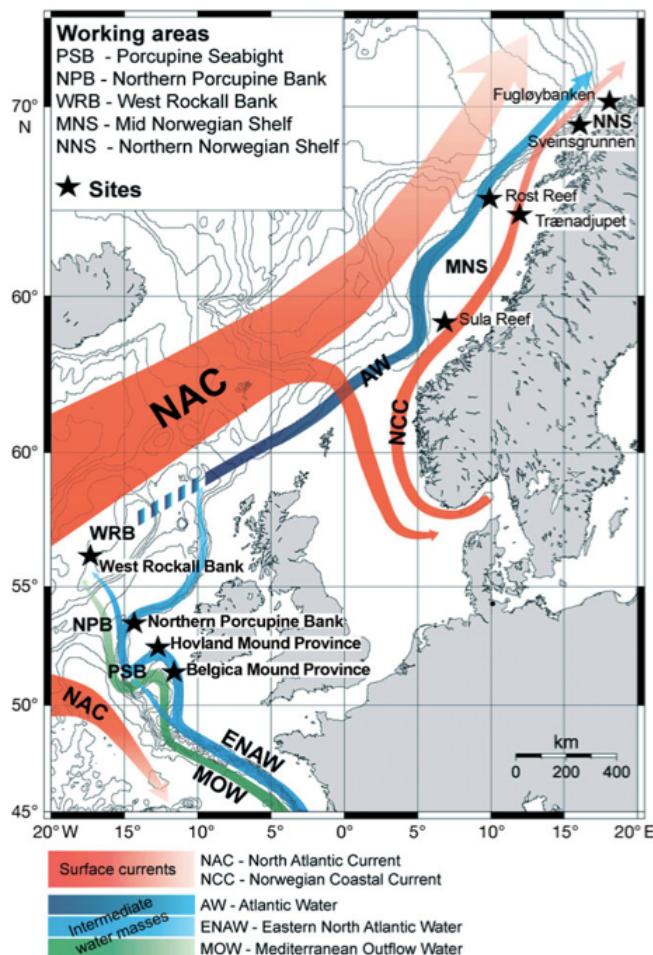 Working areas
PSB - Porcupine Seabight
NPB - Northern Porcupine Bank
WRB - West Rockall Bank
MNS - Mid Norwegian Shelf
NNS - Northern Norwegian Shelf
★ Sites
70°
N
60°
60°
55°
50°
45°
Fugløybanken
NNS
Sveinsgrunnen
Rost Reef
Trænadjupet
MNS
Sula Reef
NAC
AW
NCC
WRB
West Rockall Bank
NPB
Northern Porcupine Bank
Hovland Mound Province
PSB
Belgica Mound Province
NAC
ENAW
MOW
km
0 200 400
20° 15° 10° 5° 0° 5° 10° 15° 20° E
Surface currents
NAC - North Atlantic Current
NCC - Norwegian Coastal Current
Intermediate
water masses
AW - Atlantic Water
ENAW - Eastern North Atlantic Water
MOW - Mediterranean Outflow Water